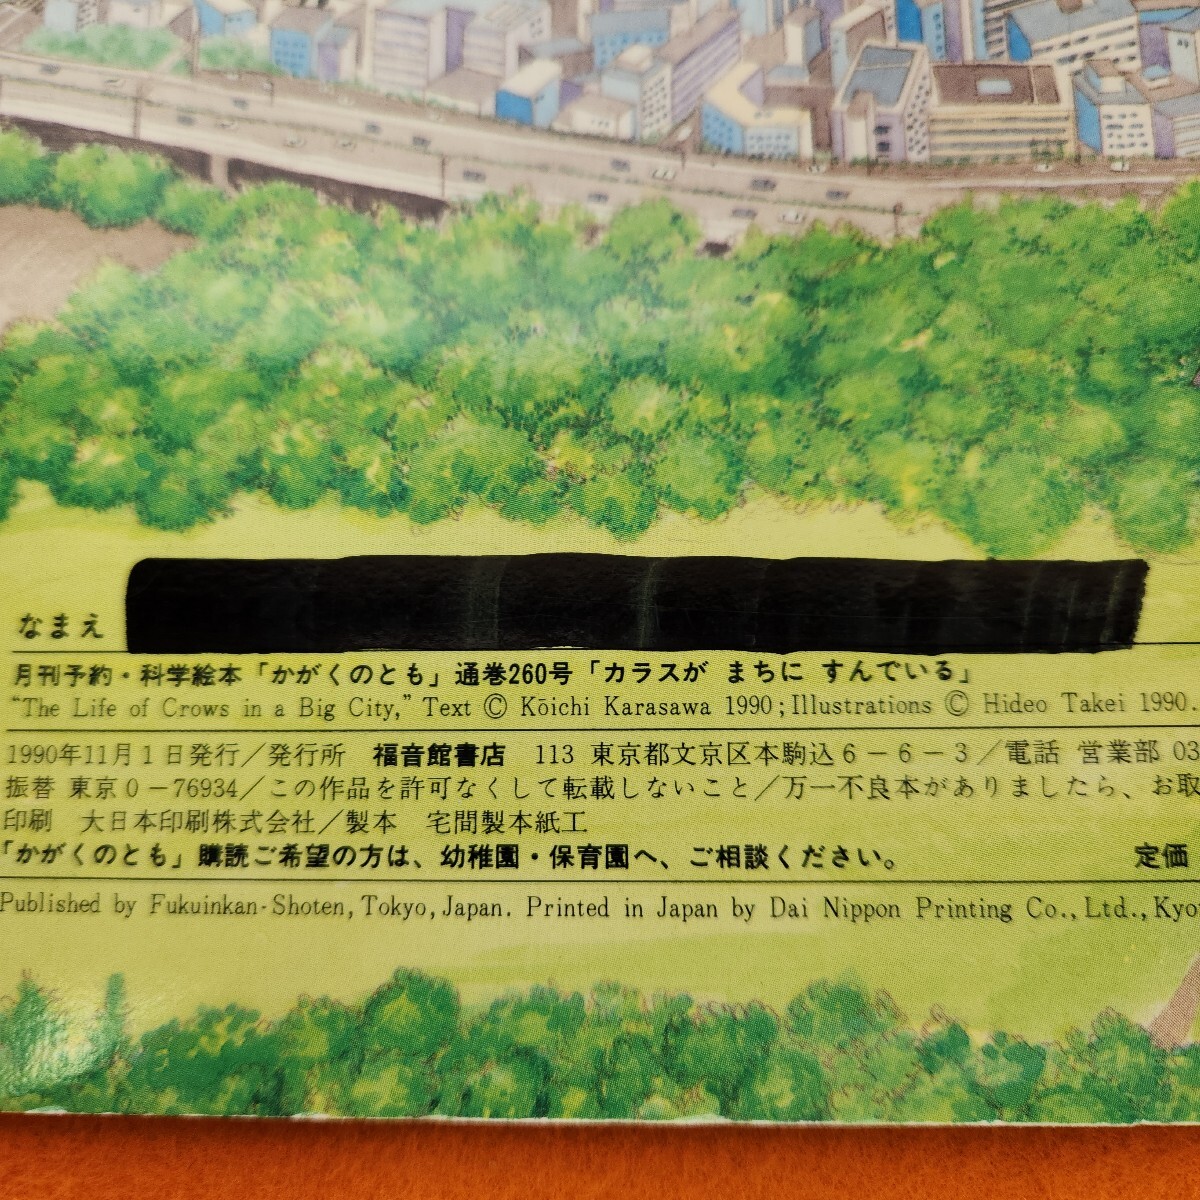 なまえ
月刊予約・科学絵本「かがくのとも」通巻260号「カラスが まちに すんでいる」
“The Life of Crows in a Big City,” Text © Kōichi Karasawa 1990; Illustrations © Hideo Takei 1990.
1990年11月1日発行／発行所 福音館書店 113 東京都文京区本駒込6－6－3／電話 営業部 03
振替 東京0－76934／この作品を許可なくして転載しないこと／万一不良本がありましたら、お取
印刷 大日本印刷株式会社／製本 宅間製本紙工
「かがくのとも」購読ご希望の方は、幼稚園・保育園へ、ご相談ください。 定価
Published by Fukuinkan-Shoten, Tokyo, Japan. Printed in Japan by Dai Nippon Printing Co., Ltd., Kyo